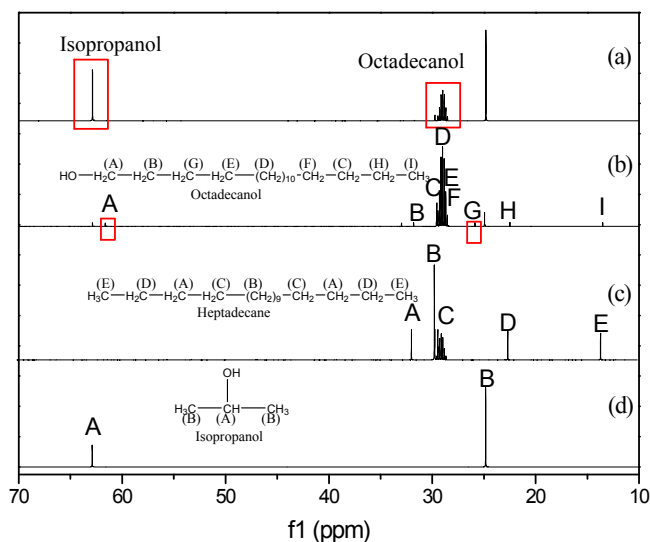 Isopropanol
Octadecanol
(a)
D
(b)
(A) (B) (G) (E) (D) (F) (C) (H) (I)
HO—H₂C—H₂C—H₂C—H₂C—(CH₂)₁₀—CH₂—CH₂—CH₂—CH₃
Octadecanol
A
B
C
E
F
G
H
I
(E) (D) (A) (C) (B) (C) (A) (D) (E)
H₃C—H₂C—H₂C—H₂C—(CH₂)₉—CH₂—CH₂—CH₂—CH₃
Heptadecane
A
B
C
D
E
(c)
OH
H₃C—CH—CH₃
(B) (A) (B)
Isopropanol
A
B
(d)
70 60 50 40 30 20 10
f1 (ppm)